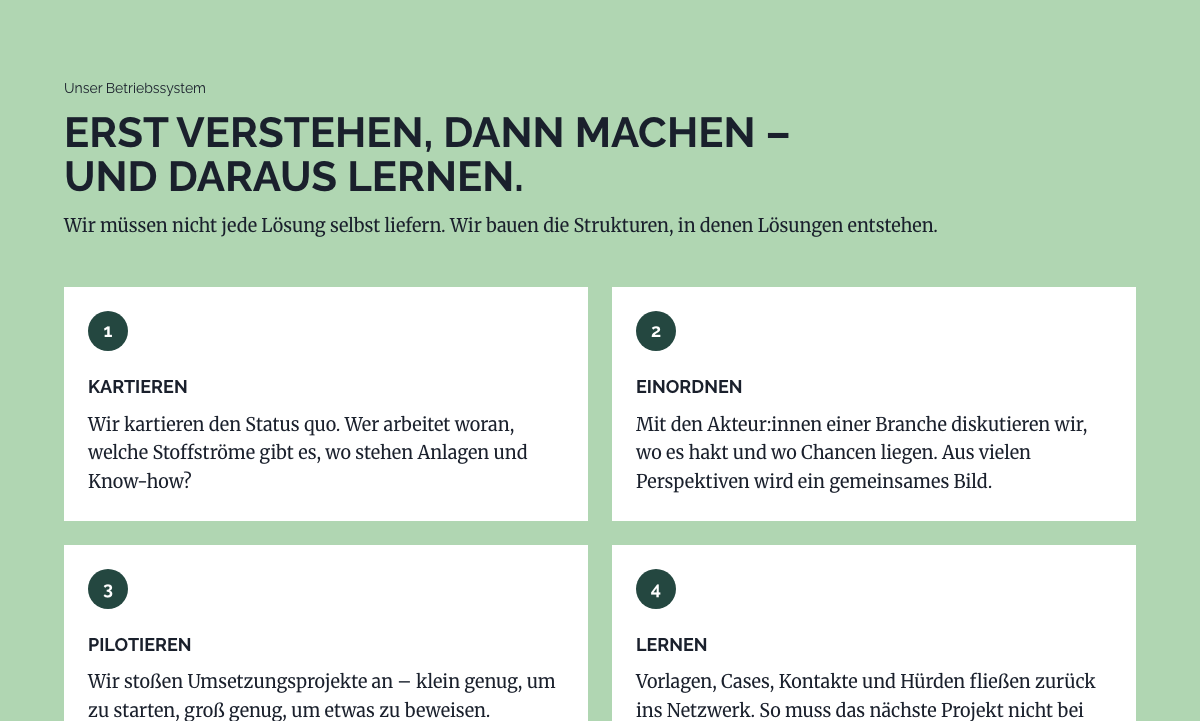 Unser Betriebssystem
ERST VERSTEHEN, DANN MACHEN –
UND DARAUS LERNEN.
Wir müssen nicht jede Lösung selbst liefern. Wir bauen die Strukturen, in denen Lösungen entstehen.
1
KARTIEREN
Wir kartieren den Status quo. Wer arbeitet woran,
welche Stoffströme gibt es, wo stehen Anlagen und
Know-how?
2
EINORDNEN
Mit den Akteur:innen einer Branche diskutieren wir,
wo es hakt und wo Chancen liegen. Aus vielen
Perspektiven wird ein gemeinsames Bild.
3
PILOTIEREN
Wir stoßen Umsetzungsprojekte an – klein genug, um
zu starten, groß genug, um etwas zu beweisen.
4
LERNEN
Vorlagen, Cases, Kontakte und Hürden fließen zurück
ins Netzwerk. So muss das nächste Projekt nicht bei